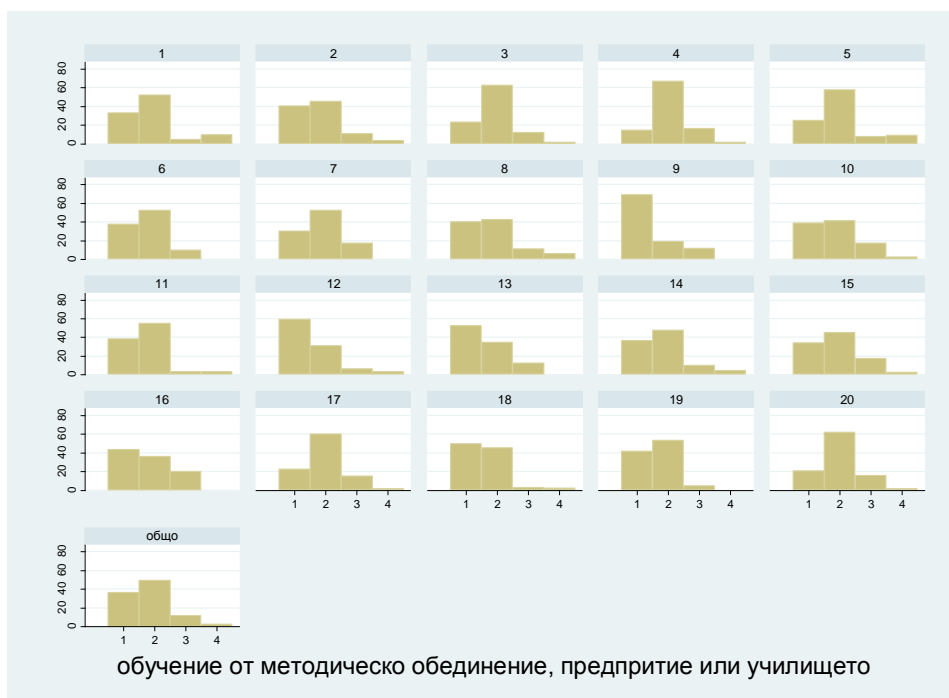 1 2 3 4 5
0 20 40 60 80
6 7 8 9 10
0 20 40 60 80
11 12 13 14 15
0 20 40 60 80
16 17 18 19 20
0 20 40 60 80
1 2 3 4 1 2 3 4 1 2 3 4 1 2 3 4
общо
0 20 40 60 80
1 2 3 4
обучение от методическо обединение, предпритие или училището